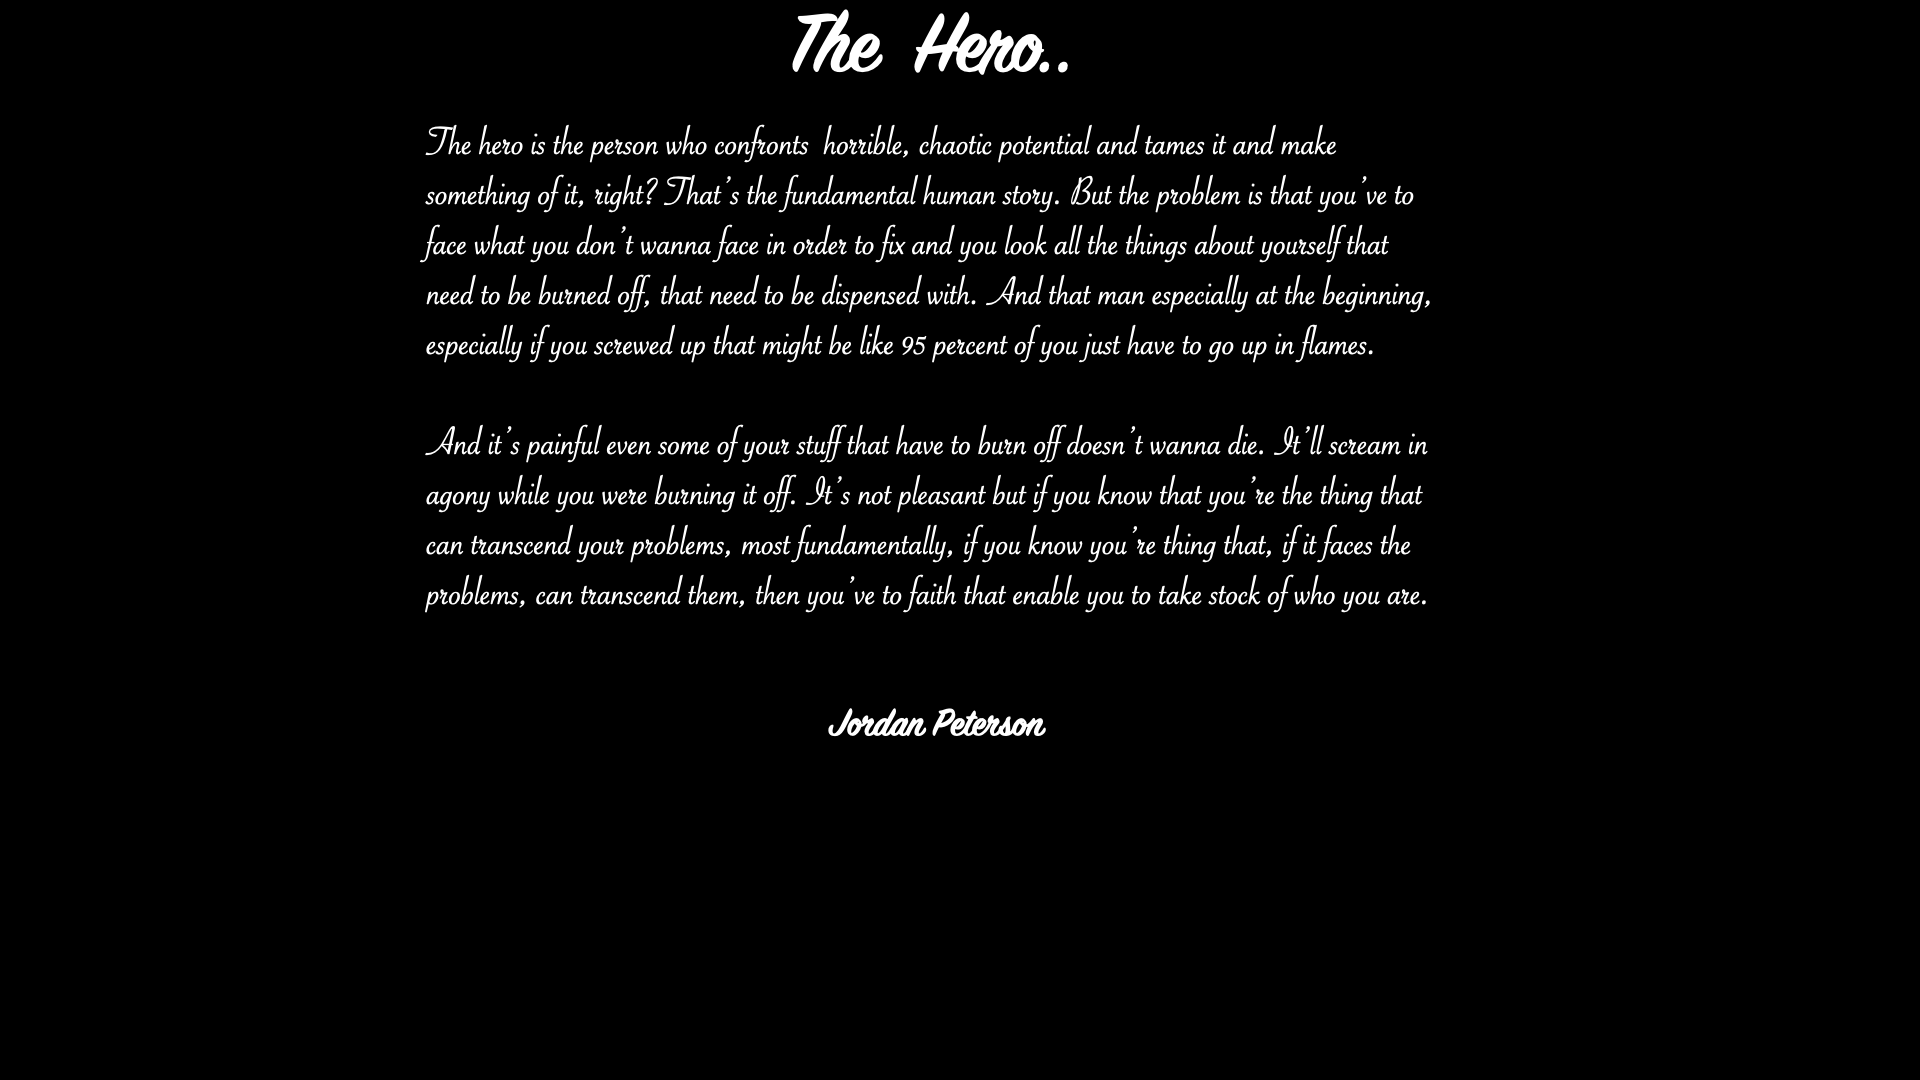 The Hero..
The hero is the person who confronts horrible, chaotic potential and tames it and make
something of it, right? That's the fundamental human story. But the problem is that you've to
face what you don't wanna face in order to fix and you look all the things about yourself that
need to be burned off, that need to be dispensed with. And that man especially at the beginning,
especially if you screwed up that might be like 95 percent of you just have to go up in flames.
And it's painful even some of your stuff that have to burn off doesn't wanna die. It'll scream in
agony while you were burning it off. It's not pleasant but if you know that you're the thing that
can transcend your problems, most fundamentally, if you know you're thing that, if it faces the
problems, can transcend them, then you've to faith that enable you to take stock of who you are.
Jordan Peterson